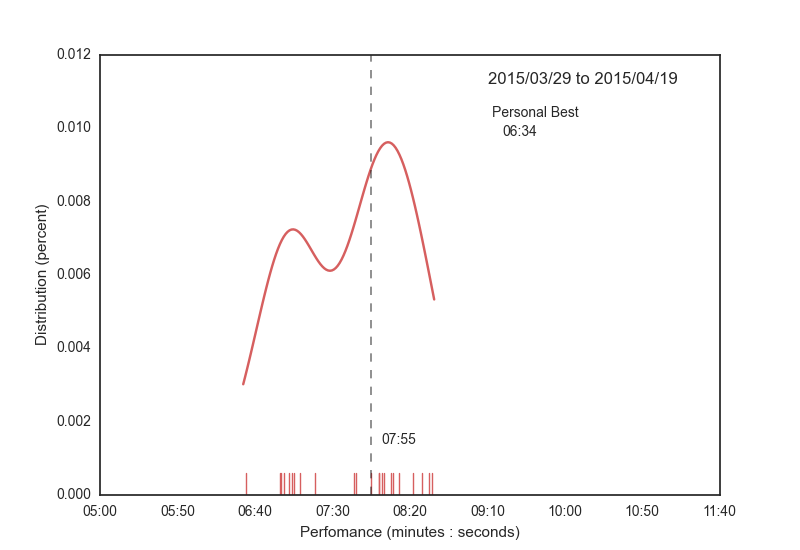 0.012
2015/03/29 to 2015/04/19
Personal Best
06:34
0.010
0.008
0.006
0.004
0.002
0.000
Distribution (percent)
07:55
05:00 05:50 06:40 07:30 08:20 09:10 10:00 10:50 11:40
Perfomance (minutes : seconds)